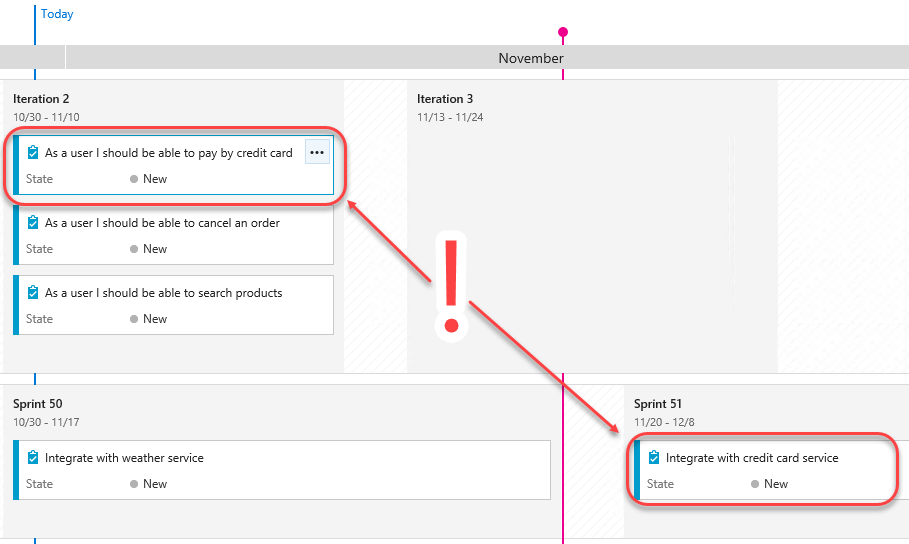 Today
November
Iteration 2
10/30 - 11/10
As a user I should be able to pay by credit card
State New
As a user I should be able to cancel an order
State New
As a user I should be able to search products
State New
Iteration 3
11/13 - 11/24
!
Sprint 50
10/30 - 11/17
Integrate with weather service
State New
Sprint 51
11/20 - 12/8
Integrate with credit card service
State New